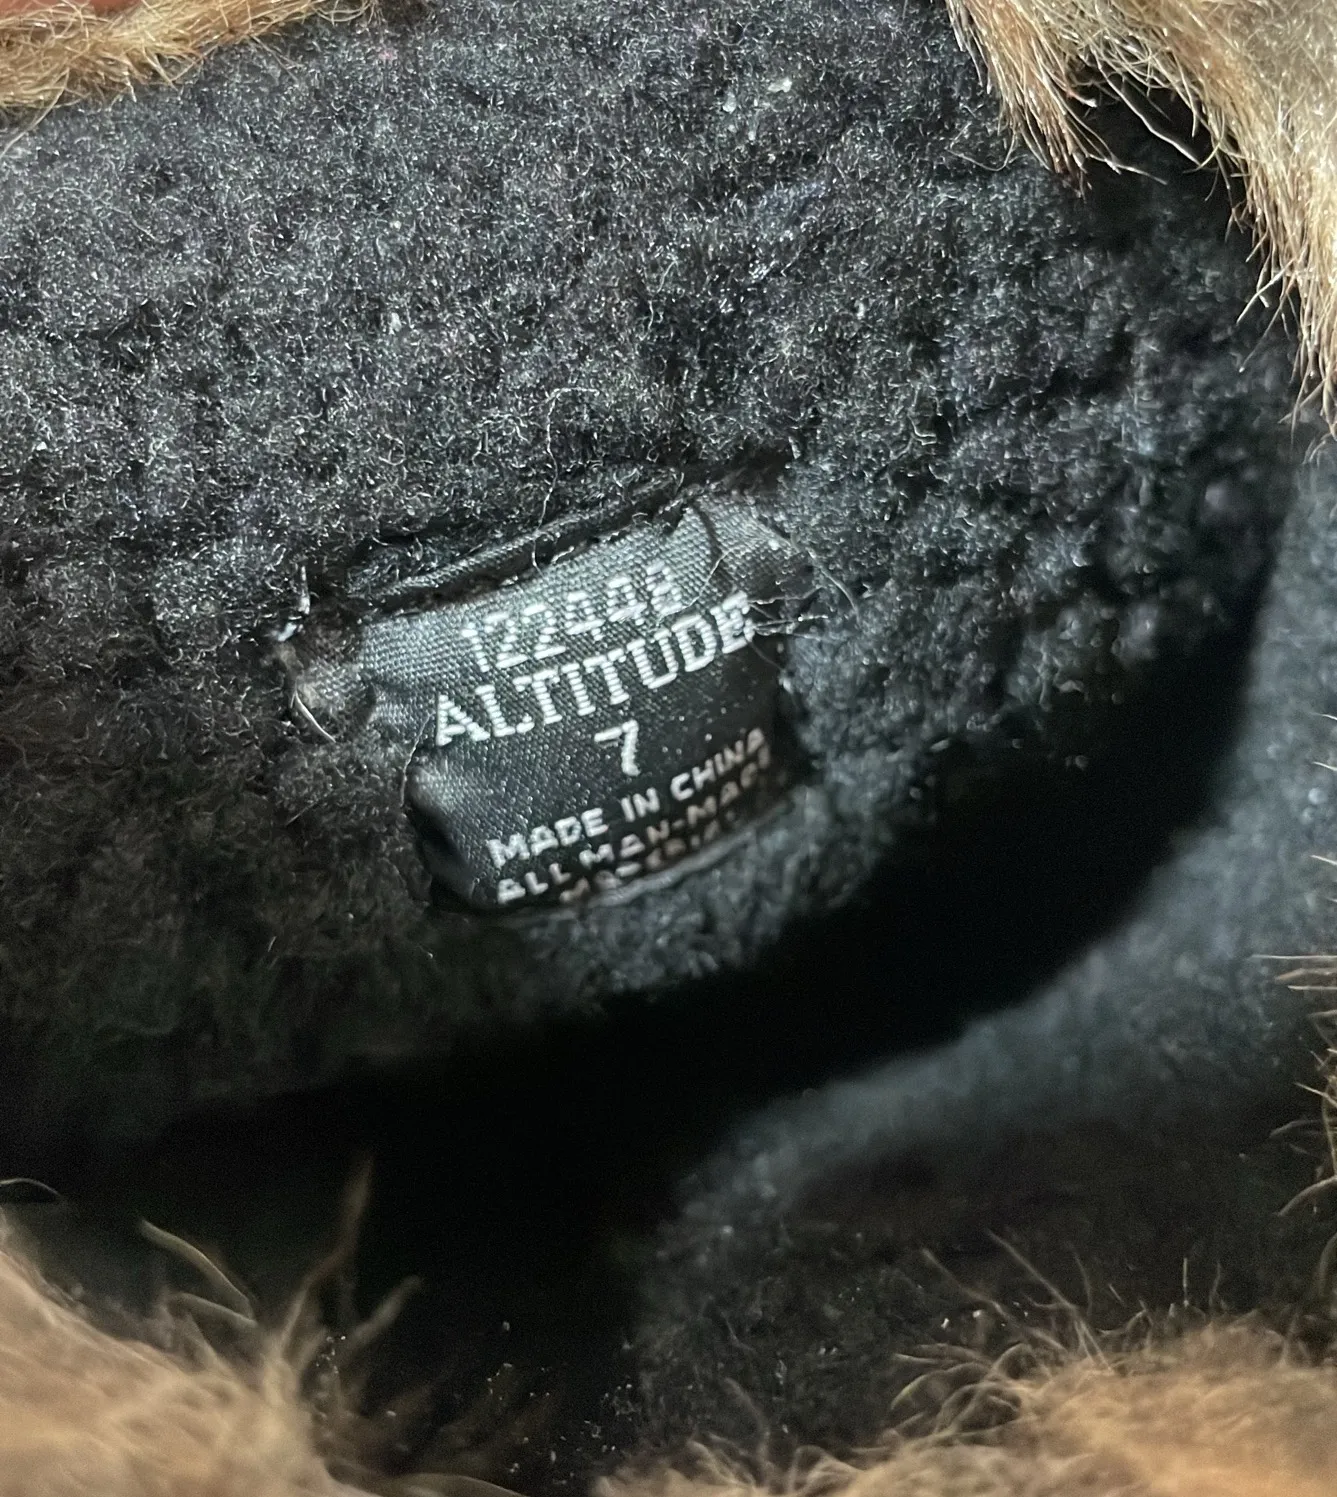 122448
ALTITUDE
7
MADE IN CHINA
ALL MAN-MADE